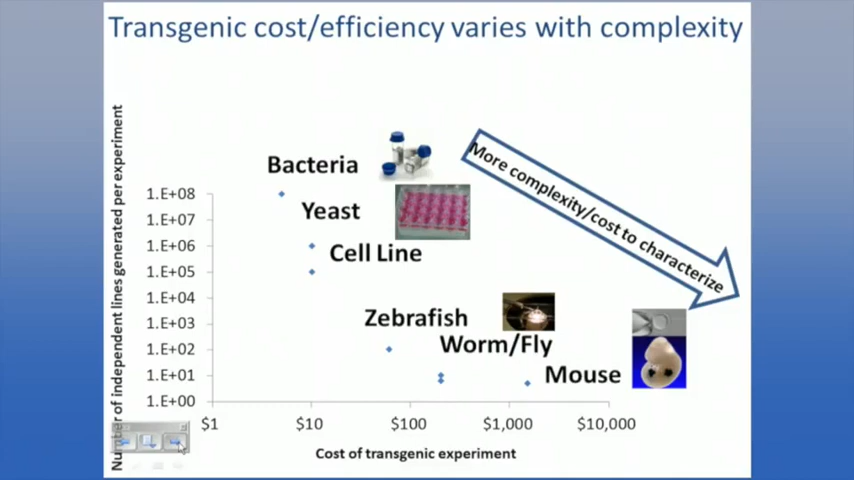 Transgenic cost/efficiency varies with complexity
Number of independent lines generated per experiment
Bacteria
Yeast
Cell Line
Zebrafish
Worm/Fly
Mouse
More complexity/cost to characterize
1.E+08
1.E+07
1.E+06
1.E+05
1.E+04
1.E+03
1.E+02
1.E+01
1.E+00
$1
$10
$100
$1,000
$10,000
Cost of transgenic experiment